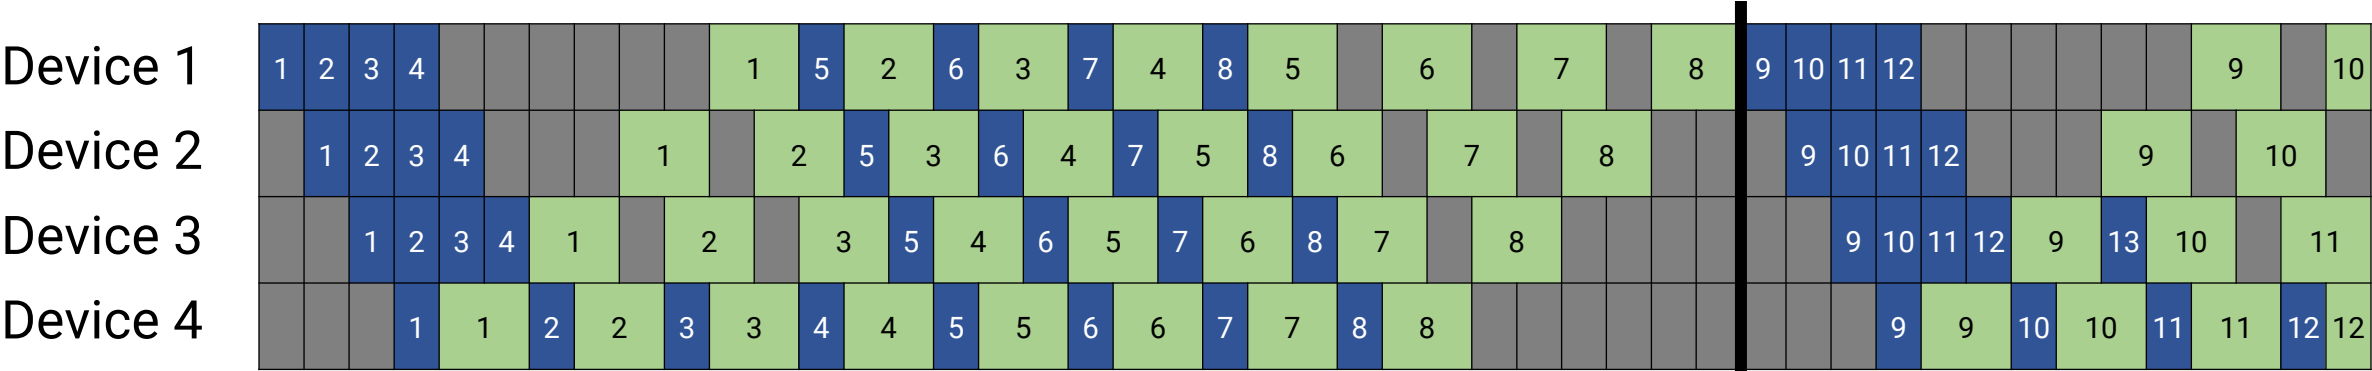 Device 1 1 2 3 4 1 5 2 6 3 7 4 8 5 6 7 8 9 10 11 12 9 10
Device 2 1 2 3 4 1 2 5 3 6 4 7 5 8 6 7 8 9 10 11 12 9 10
Device 3 1 2 3 4 1 2 3 5 4 6 5 7 6 8 7 8 9 10 11 12 9 13 10 11
Device 4 1 1 2 2 3 3 4 4 5 5 6 6 7 7 8 8 9 9 10 10 11 11 12 12